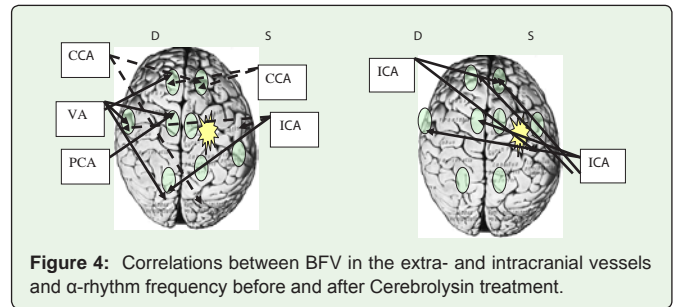 D S
CCA
CCA
VA
ICA
PCA
D S
ICA
ICA
Figure 4: Correlations between BFV in the extra- and intracranial vessels
and α-rhythm frequency before and after Cerebrolysin treatment.